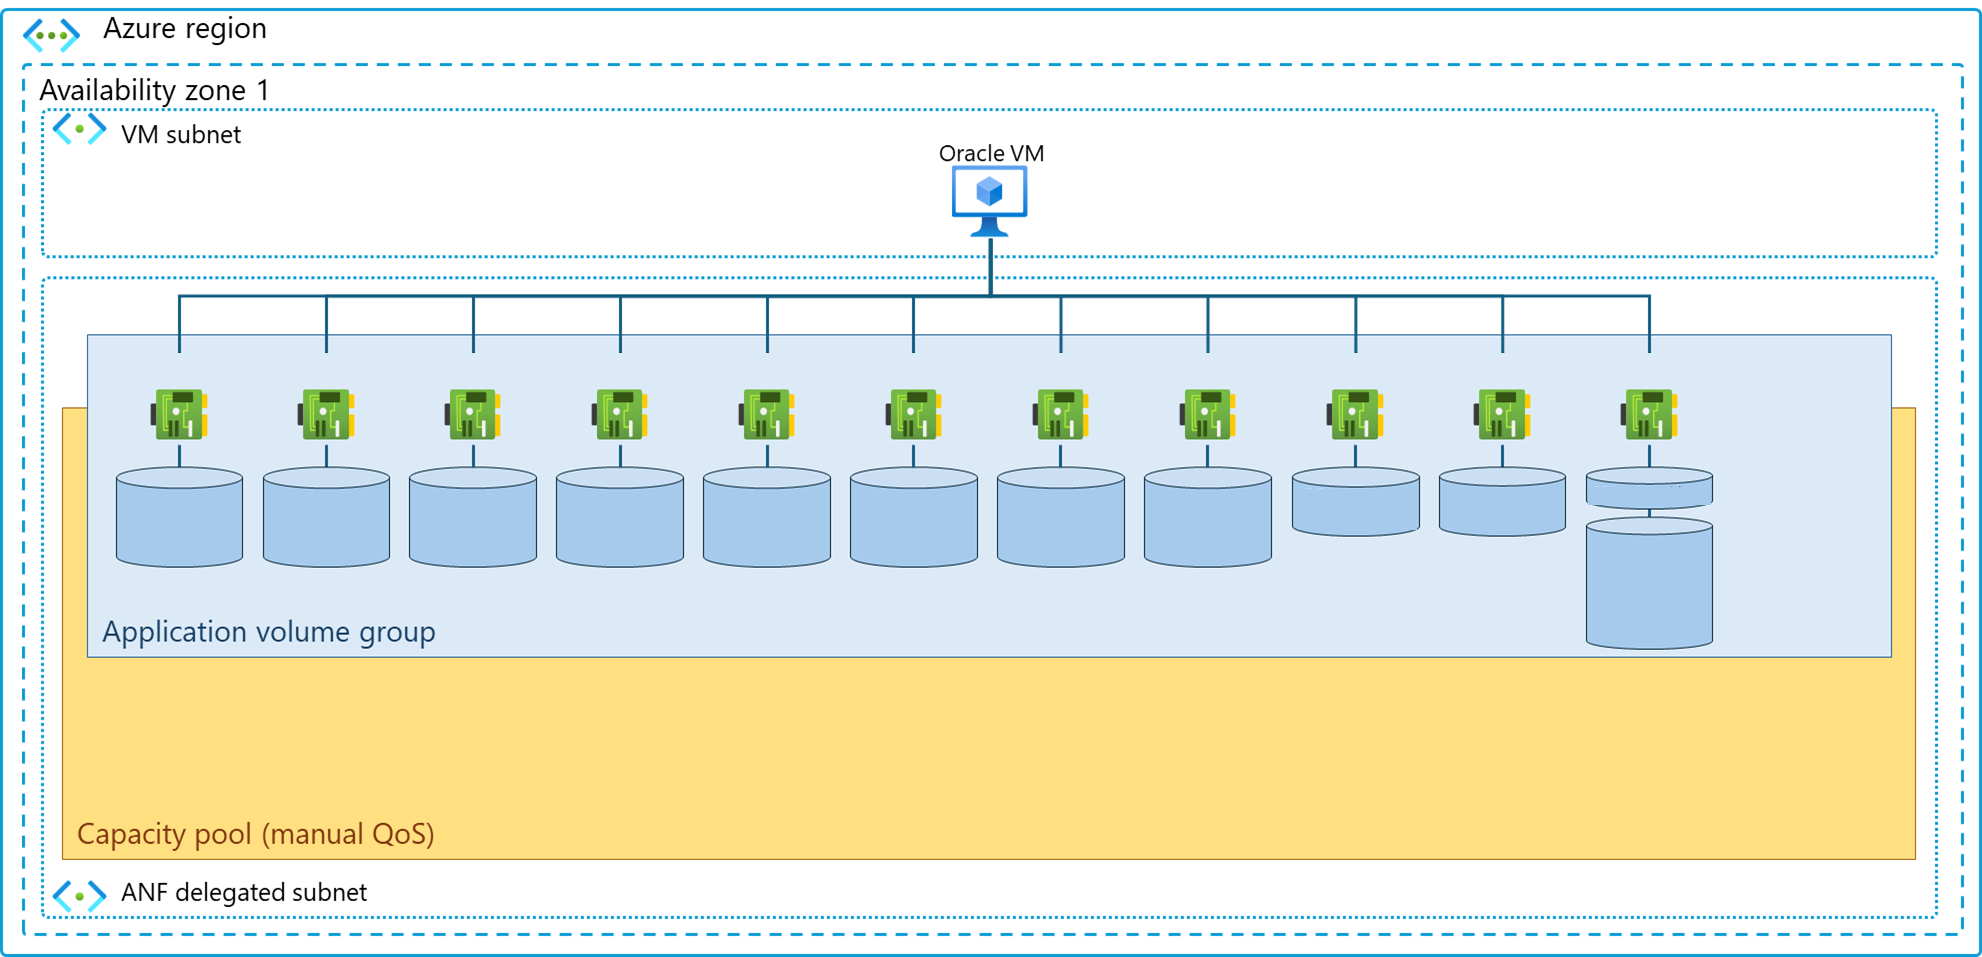 Azure region
Availability zone 1
VM subnet
Oracle VM
Application volume group
Capacity pool (manual QoS)
ANF delegated subnet